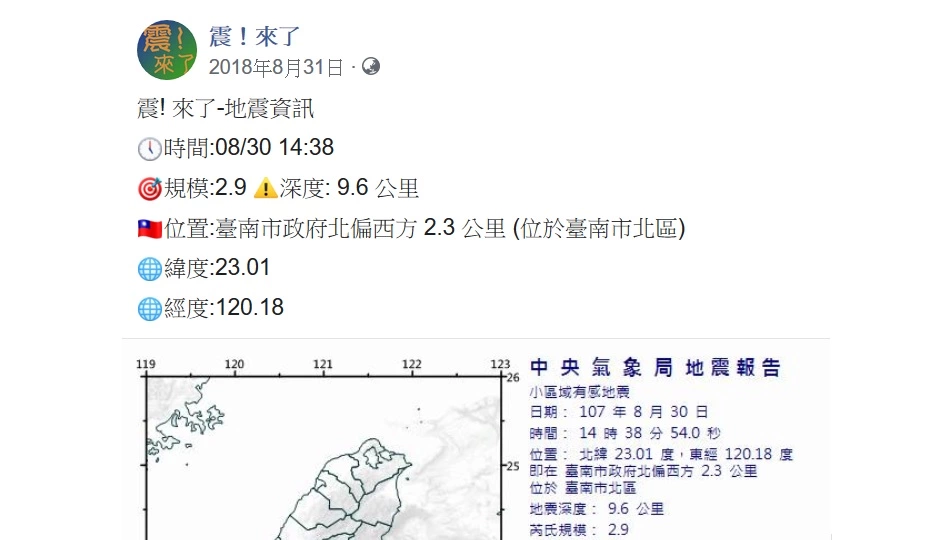 震！來了
震！來了
2018年8月31日 ·
震! 來了-地震資訊
時間:08/30 14:38
規模:2.9 ⚠️深度: 9.6 公里
位置:臺南市政府北偏西方 2.3 公里 (位於臺南市北區)
緯度:23.01
經度:120.18
119 120 121 122 123
26
25
中央氣象局地震報告
小區域有感地震
日期： 107 年 8 月 30 日
時間： 14 時 38 分 54.0 秒
位置： 北緯 23.01 度，東經 120.18 度
即在 臺南市政府北偏西方 2.3 公里
位於 臺南市北區
地震深度： 9.6 公里
芮氏規模： 2.9